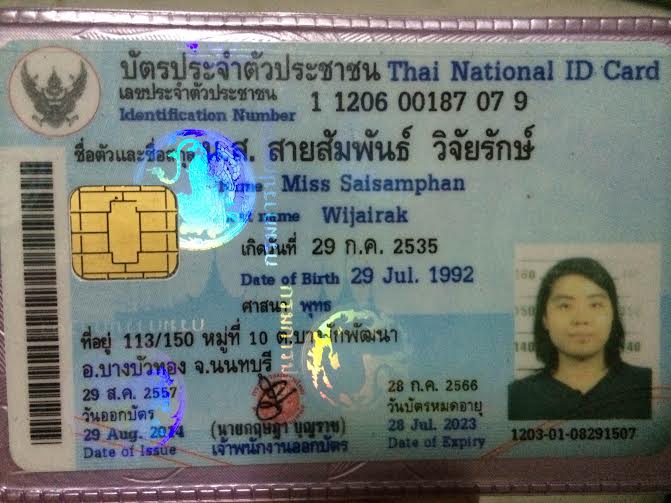 บัตรประจำตัวประชาชน Thai National ID Card
เลขประจำตัวประชาชน
Identification Number 1 1206 00187 07 9
ชื่อตัวและชื่อสกุล น.ส. สายสัมพันธ์ วิจัยรักษ์
Name Miss Saisamphan
Last name Wijairak
เกิดวันที่ 29 ก.ค. 2535
Date of Birth 29 Jul. 1992
ศาสนา พุทธ
ที่อยู่ 113/150 หมู่ที่ 10 ต.บางรักพัฒนา
อ.บางบัวทอง จ.นนทบุรี
29 ส.ค. 2557
วันออกบัตร
29 Aug. 2014
Date of Issue
(นายกฤษฎา บุญราช)
เจ้าพนักงานออกบัตร
28 ก.ค. 2566
วันบัตรหมดอายุ
28 Jul. 2023
Date of Expiry
160
150
140
1203-01-08291507